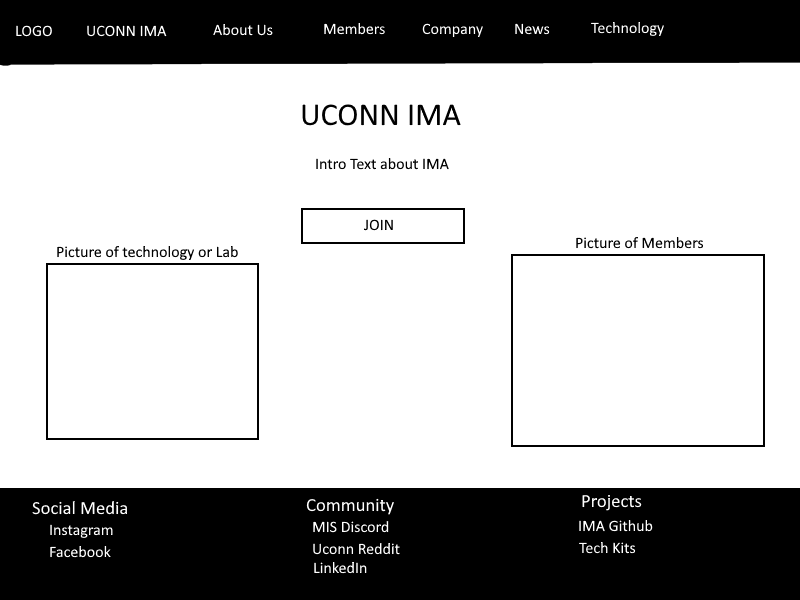 LOGO UCONN IMA About Us Members Company News Technology
UCONN IMA
Intro Text about IMA
JOIN
Picture of technology or Lab
Picture of Members
Social Media
Instagram
Facebook
Community
MIS Discord
Uconn Reddit
LinkedIn
Projects
IMA Github
Tech Kits